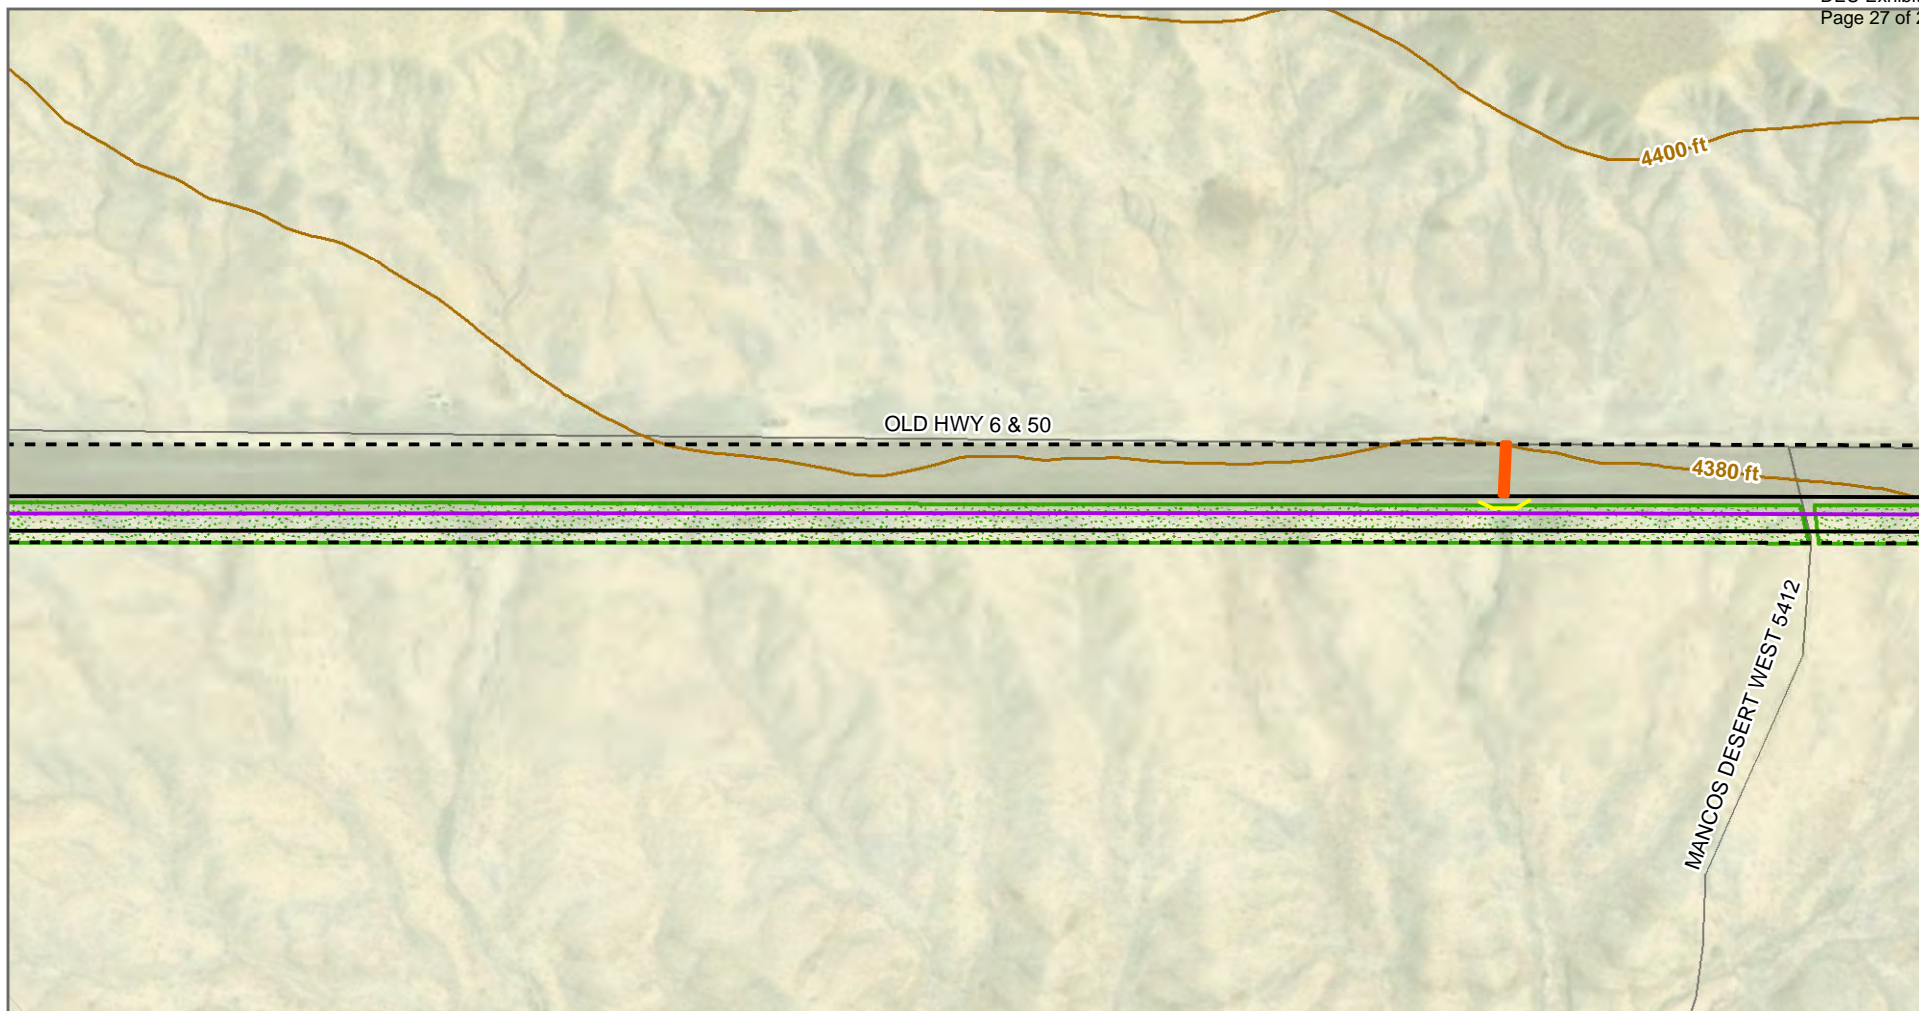 Page 27 of
4400 ft
OLD HWY 6 & 50
4380 ft
MANCOS DESERT WEST 5412